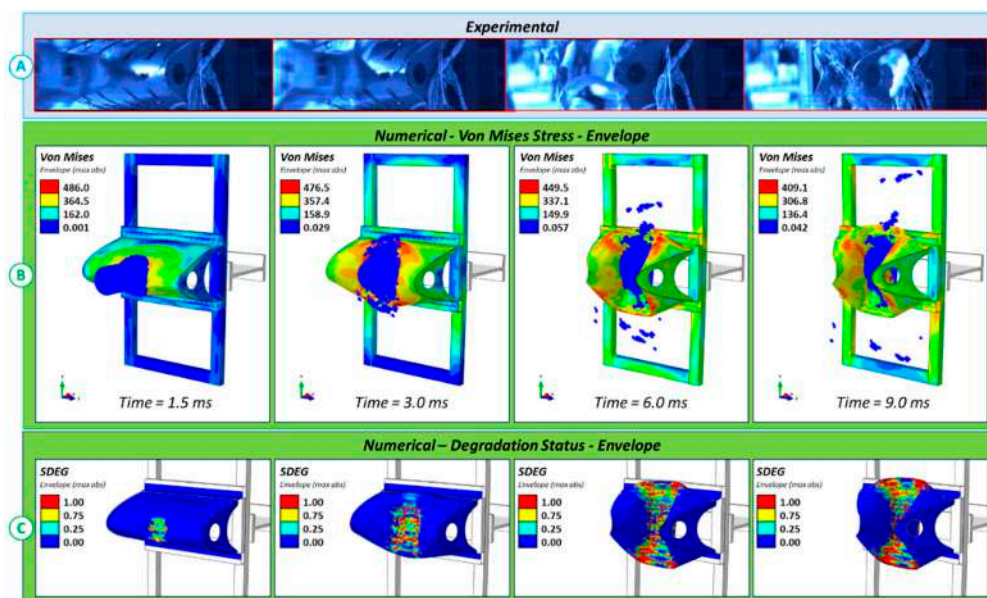 Experimental
A
Numerical - Von Mises Stress - Envelope
B
Von Mises
Envelope (max abs)
486.0
364.5
162.0
0.001
Time = 1.5 ms
Von Mises
Envelope (max abs)
476.5
357.4
158.9
0.029
Time = 3.0 ms
Von Mises
Envelope (max abs)
449.5
337.1
149.9
0.057
Time = 6.0 ms
Von Mises
Envelope (max abs)
409.1
306.8
136.4
0.042
Time = 9.0 ms
Numerical – Degradation Status - Envelope
C
SDEG
Envelope (max abs)
1.00
0.75
0.25
0.00
SDEG
Envelope (max abs)
1.00
0.75
0.25
0.00
SDEG
Envelope (max abs)
1.00
0.75
0.25
0.00
SDEG
Envelope (max abs)
1.00
0.75
0.25
0.00